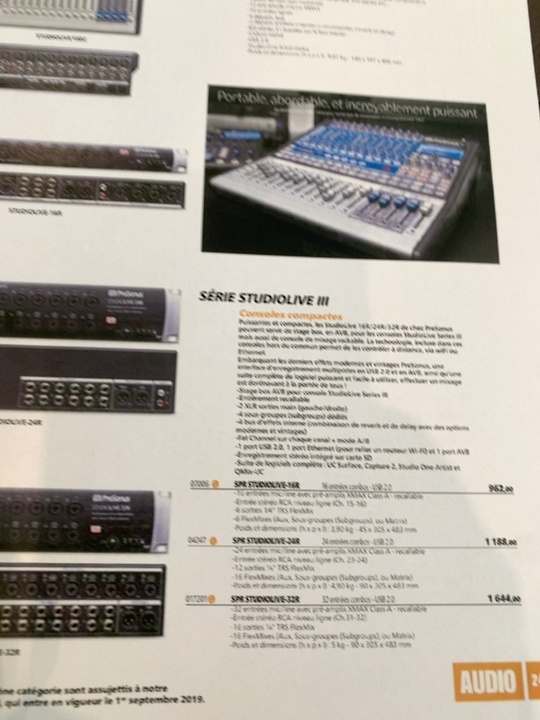 Portable, abordable, et incroyablement puissant
SÉRIE STUDIOLIVE III
Consoles compactes
Puissantes et compactes, les StudioLive 16R/24R/32R de chez PreSonus
peuvent servir de stage box, en AVB, pour les consoles StudioLive Series III
mais aussi de console de mixage rackable. La technologie, incluse dans ces
consoles hors du commun permet de les contrôler à distance, via wifi ou
Ethernet.
Embarquant les derniers effets modernes et vintages PreSonus, une
interface d'enregistrement multipistes en USB 2.0 et en AVB, ainsi qu'une
suite complète de logiciel puissant et facile à utiliser, effectuer un mixage
est dorénavant à la portée de tous !
-Stage box AVB pour console StudioLive Series III
-Entièrement recallable
-2 XLR sorties main (gauche/droite)
-4 sous-groupes (subgroups) dédiés
-4 bus d'effets interne (combinaison de reverb et de delay avec des options
modernes et vintages)
-Fat Channel sur chaque canal + mode A/B
-1 port USB 2.0, 1 port Ethernet (pour relier un routeur Wi-Fi) et 1 port AVB
-Enregistrement stéréo intégré sur carte SD
-Suite de logiciels complète : UC Surface, Capture 2, Studio One Artist et
QMix-UC
07006 SPR STUDIOLIVE-16R 16 entrées combos - USB 2.0 962,00
-16 entrées mic/line avec pré-amplis XMAX Class A - recallable
-Entrée stéréo RCA niveau ligne (Ch. 15-16)
-6 sorties ¼" TRS FlexMix
-6 FlexMixes (Aux, Sous-groupes (Subgroups), ou Matrix)
-Poids et dimensions (h x p x l) : 3,90 kg - 45 x 305 x 483 mm
04247 SPR STUDIOLIVE-24R 24 entrées combos - USB 2.0 1 188,00
-24 entrées mic/line avec pré-amplis XMAX Class A - recallable
-Entrée stéréo RCA niveau ligne (Ch. 23-24)
-12 sorties ¼" TRS FlexMix
-16 FlexMixes (Aux, Sous-groupes (Subgroups), ou Matrix)
-Poids et dimensions (h x p x l) : 4,90 kg - 90 x 305 x 483 mm
017201 SPR STUDIOLIVE-32R 32 entrées combos - USB 2.0 1 644,00
-32 entrées mic/line avec pré-amplis XMAX Class A - recallable
-Entrée stéréo RCA niveau ligne (Ch.31-32)
-16 sorties ¼" TRS FlexMix
-16 FlexMixes (Aux, Sous-groupes (Subgroups), ou Matrix)
-Poids et dimensions (h x p x l) : 5 kg - 90 x 305 x 483 mm
STUDIOLIVE-16R
PreSonus
-24R
PreSonus
E-32R
catégorie sont assujettis à notre
, qui entre en vigueur le 1er septembre 2019.
AUDIO